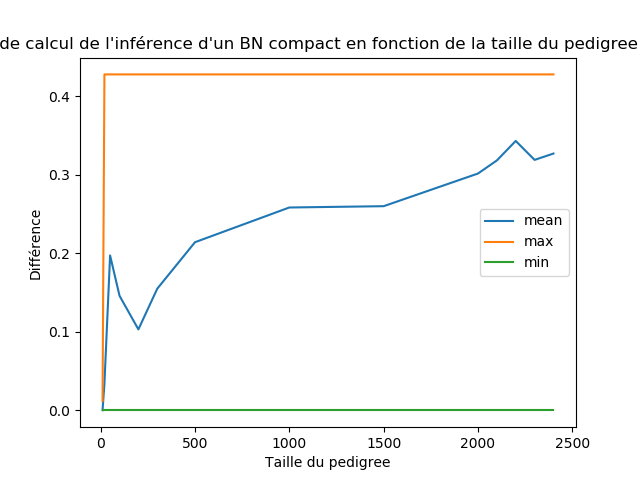 de calcul de l'inférence d'un BN compact en fonction de la taille du pedigree
0.4
0.3
0.2
0.1
0.0
Différence
mean
max
min
0
500
1000
1500
2000
2500
Taille du pedigree